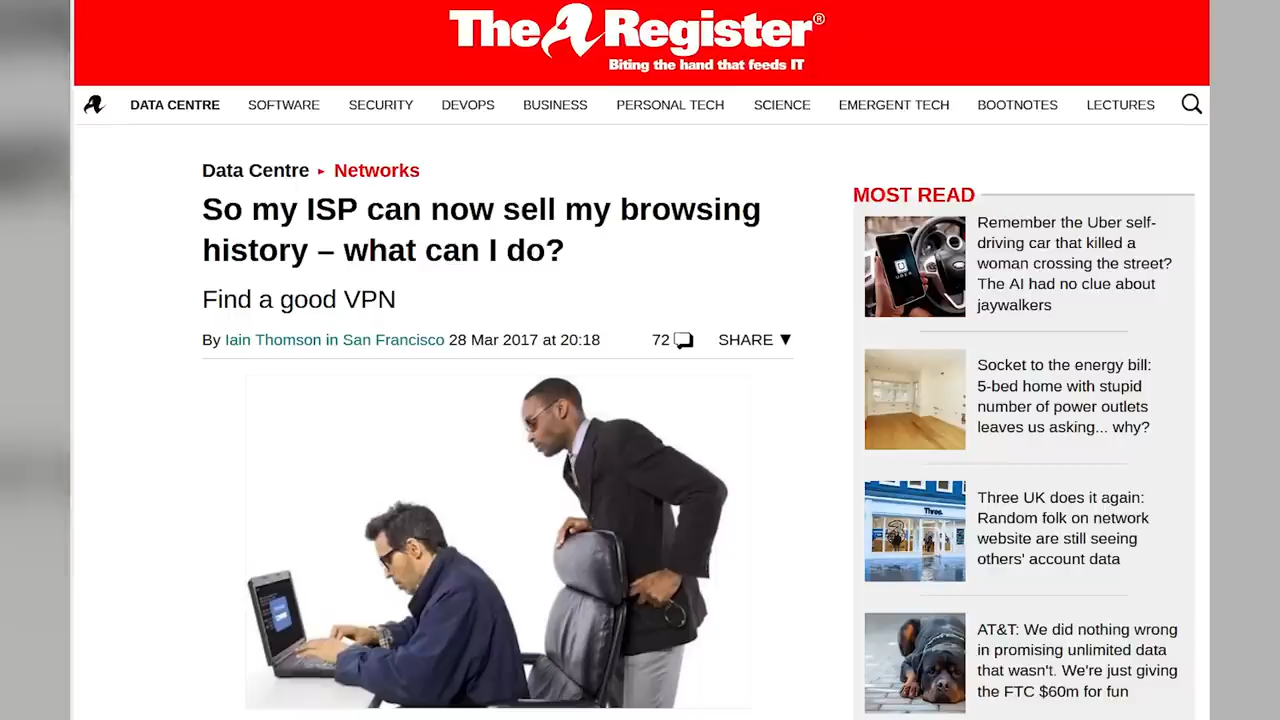 The Register®
Biting the hand that feeds IT
DATA CENTRE SOFTWARE SECURITY DEVOPS BUSINESS PERSONAL TECH SCIENCE EMERGENT TECH BOOTNOTES LECTURES
Data Centre ▸ Networks
So my ISP can now sell my browsing
history – what can I do?
Find a good VPN
By Iain Thomson in San Francisco 28 Mar 2017 at 20:18
72
SHARE ▼
MOST READ
Remember the Uber self-
driving car that killed a
woman crossing the street?
The AI had no clue about
jaywalkers
Socket to the energy bill:
5-bed home with stupid
number of power outlets
leaves us asking... why?
Three UK does it again:
Random folk on network
website are still seeing
others' account data
AT&T: We did nothing wrong
in promising unlimited data
that wasn't. We're just giving
the FTC $60m for fun
UBER
Three